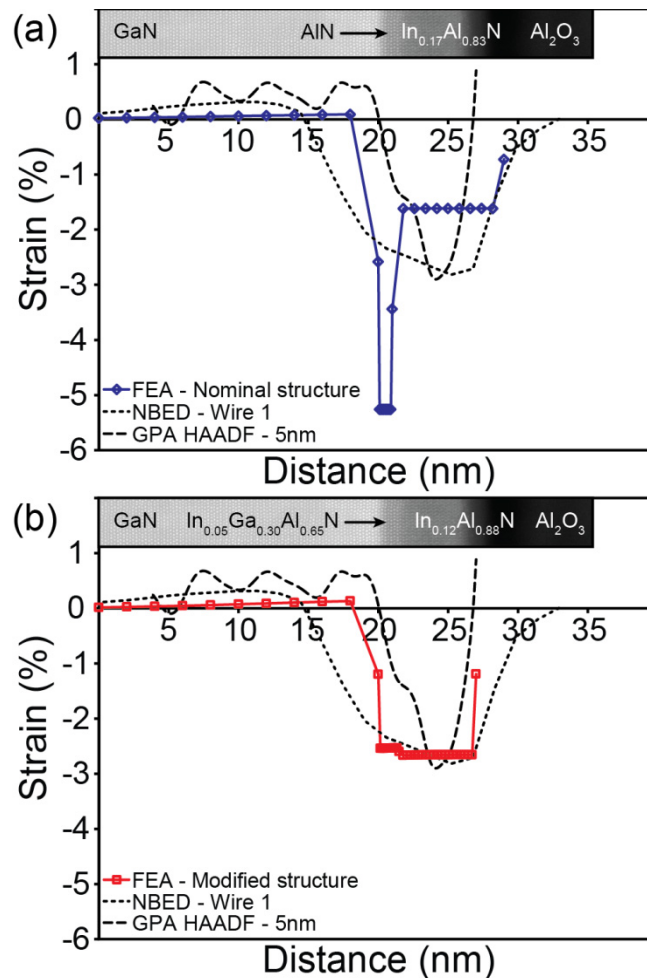 (a)
GaN AlN → In0.17Al0.83N Al2O3
1
0
-1
-2
-3
-4
-5
-6
5 10 15 20 25 30 35
Strain (%)
FEA - Nominal structure
NBED - Wire 1
GPA HAADF - 5nm
Distance (nm)
(b)
GaN In0.05Ga0.30Al0.65N → In0.12Al0.88N Al2O3
1
0
-1
-2
-3
-4
-5
-6
5 10 15 20 25 30 35
Strain (%)
FEA - Modified structure
NBED - Wire 1
GPA HAADF - 5nm
Distance (nm)